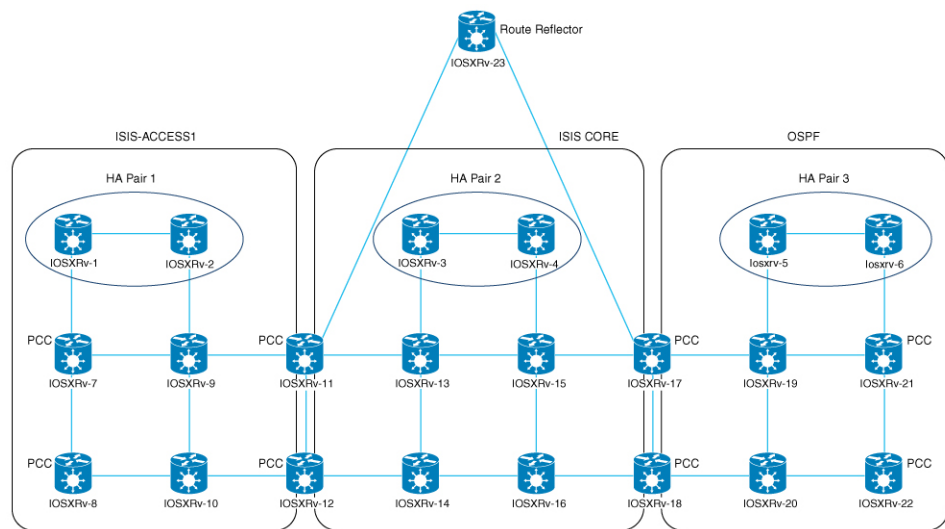 Route Reflector
IOSXRv-23
ISIS-ACCESS1
ISIS CORE
OSPF
HA Pair 1
HA Pair 2
HA Pair 3
IOSXRv-1
IOSXRv-2
IOSXRv-3
IOSXRv-4
Iosxrv-5
Iosxrv-6
PCC
PCC
PCC
PCC
IOSXRv-7
IOSXRv-9
IOSXRv-11
IOSXRv-13
IOSXRv-15
IOSXRv-17
IOSXRv-19
IOSXRv-21
PCC
PCC
PCC
PCC
IOSXRv-8
IOSXRv-10
IOSXRv-12
IOSXRv-14
IOSXRv-16
IOSXRv-18
IOSXRv-20
IOSXRv-22